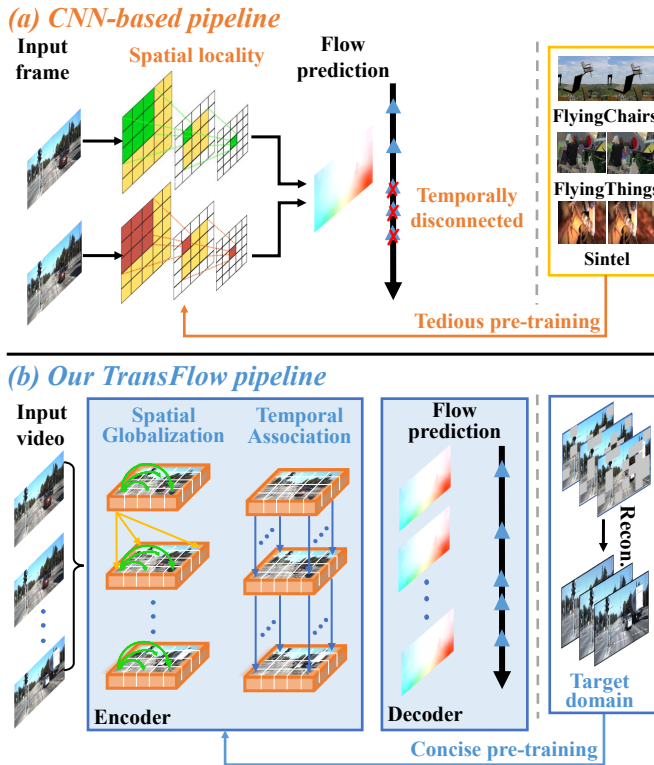 (a) CNN-based pipeline
Input
frame
Spatial locality
Flow
prediction
Temporally
disconnected
FlyingChairs
FlyingThings
Sintel
Tedious pre-training
(b) Our TransFlow pipeline
Input
video
Spatial
Globalization
Temporal
Association
Flow
prediction
Recon.
Encoder
Decoder
Target
domain
Concise pre-training